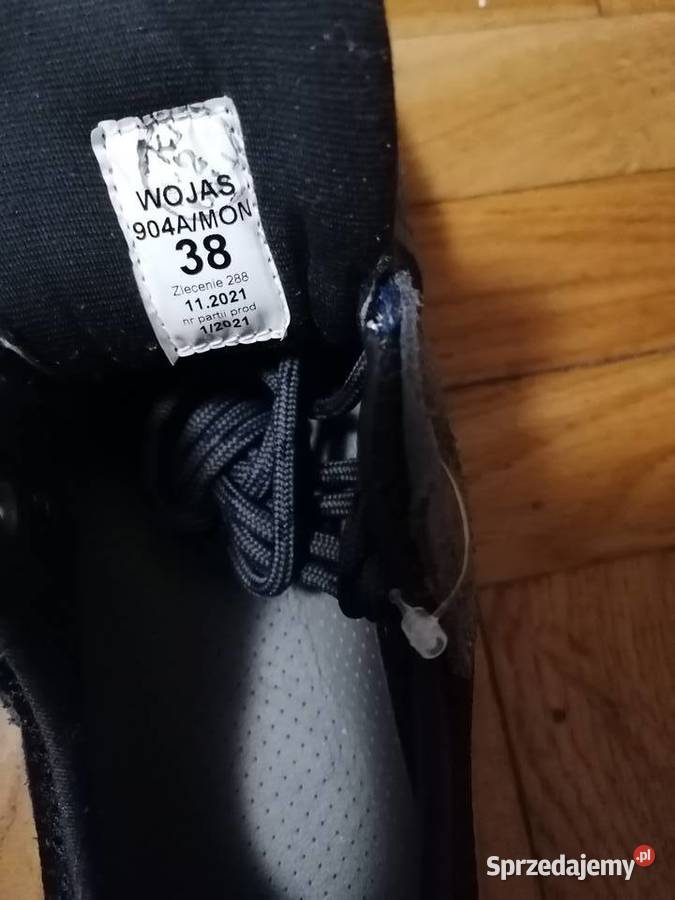 WOJAS
904A/MON
38
Zlecenie 288
11.2021
nr partii prod
1/2021
Sprzedajemy.pl